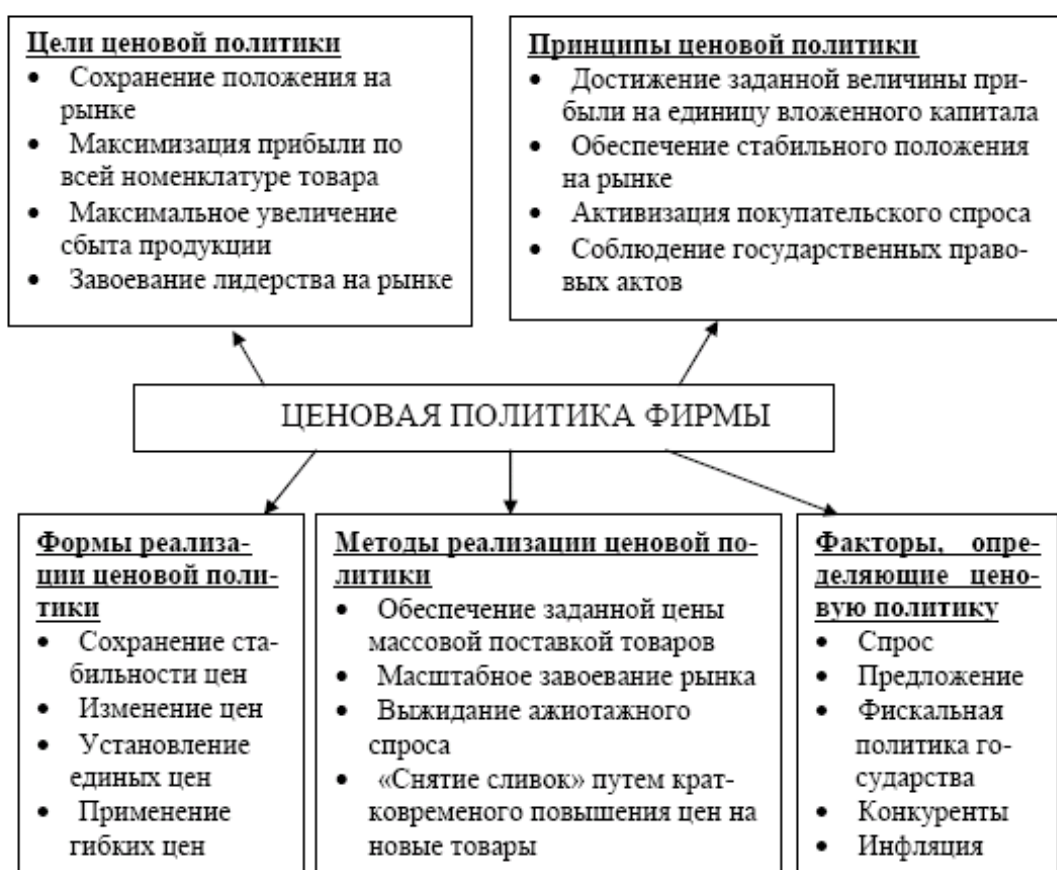 Цели ценовой политики
• Сохранение положения на
рынке
• Максимизация прибыли по
всей номенклатуре товара
• Максимальное увеличение
сбыта продукции
• Завоевание лидерства на рынке
Принципы ценовой политики
• Достижение заданной величины при-
были на единицу вложенного капитала
• Обеспечение стабильного положения
на рынке
• Активизация покупательского спроса
• Соблюдение государственных право-
вых актов
ЦЕНОВАЯ ПОЛИТИКА ФИРМЫ
Формы реализа-
ции ценовой поли-
тики
• Сохранение ста-
бильности цен
• Изменение цен
• Установление
единых цен
• Применение
гибких цен
Методы реализации ценовой по-
литики
• Обеспечение заданной цены
массовой поставкой товаров
• Масштабное завоевание рынка
• Выжидание ажиотажного
спроса
• «Снятие сливок» путем крат-
ковременого повышения цен на
новые товары
Факторы, опре-
деляющие цено-
вую политику
• Спрос
• Предложение
• Фискальная
политика го-
сударства
• Конкуренты
• Инфляция